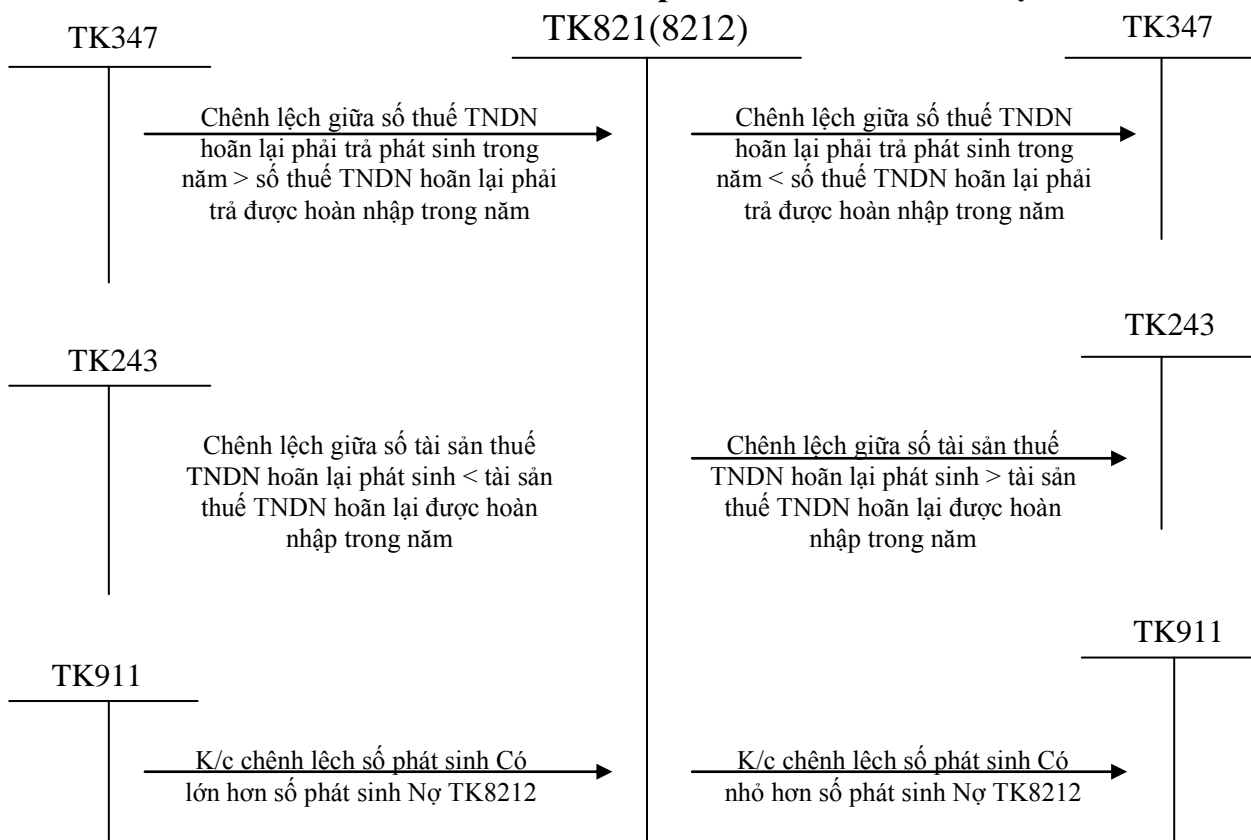 TK347
TK821(8212)
TK347
Chênh lệch giữa số thuế TNDN
hoãn lại phải trả phát sinh trong
năm > số thuế TNDN hoãn lại phải
trả được hoàn nhập trong năm
Chênh lệch giữa số thuế TNDN
hoãn lại phải trả phát sinh trong
năm < số thuế TNDN hoãn lại phải
trả được hoàn nhập trong năm
TK243
TK243
Chênh lệch giữa số tài sản thuế
TNDN hoãn lại phát sinh < tài sản
thuế TNDN hoãn lại được hoàn
nhập trong năm
Chênh lệch giữa số tài sản thuế
TNDN hoãn lại phát sinh > tài sản
thuế TNDN hoãn lại được hoàn
nhập trong năm
TK911
TK911
K/c chênh lệch số phát sinh Có
lớn hơn số phát sinh Nợ TK8212
K/c chênh lệch số phát sinh Có
nhỏ hơn số phát sinh Nợ TK8212